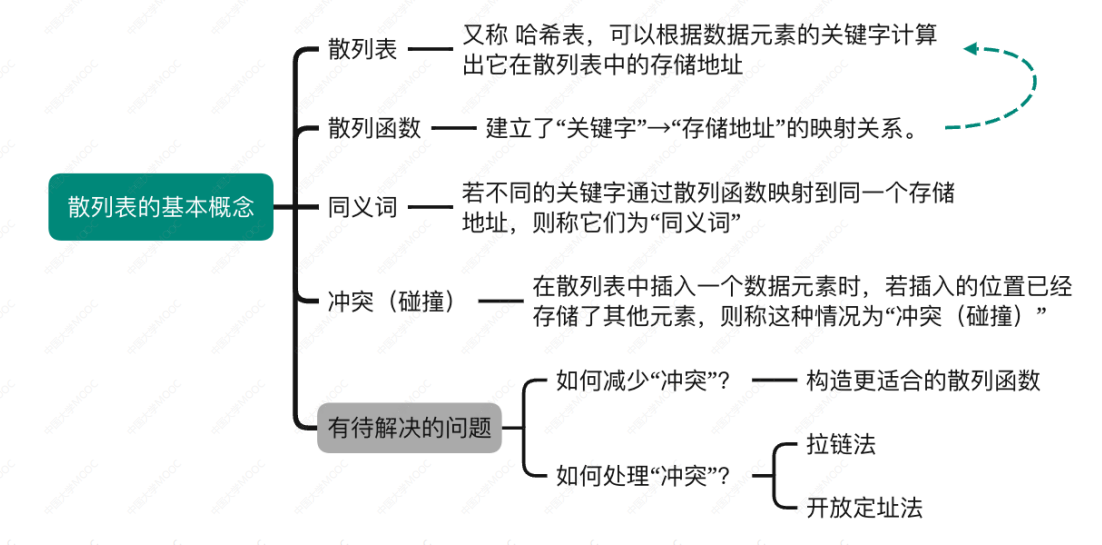 散列表
又称 哈希表，可以根据数据元素的关键字计算
出它在散列表中的存储地址
散列函数
建立了“关键字”→“存储地址”的映射关系。
散列表的基本概念
同义词
若不同的关键字通过散列函数映射到同一个存储
地址，则称它们为“同义词”
冲突（碰撞）
在散列表中插入一个数据元素时，若插入的位置已经
存储了其他元素，则称这种情况为“冲突（碰撞）”
有待解决的问题
如何减少“冲突”？
构造更适合的散列函数
如何处理“冲突”？
拉链法
开放定址法